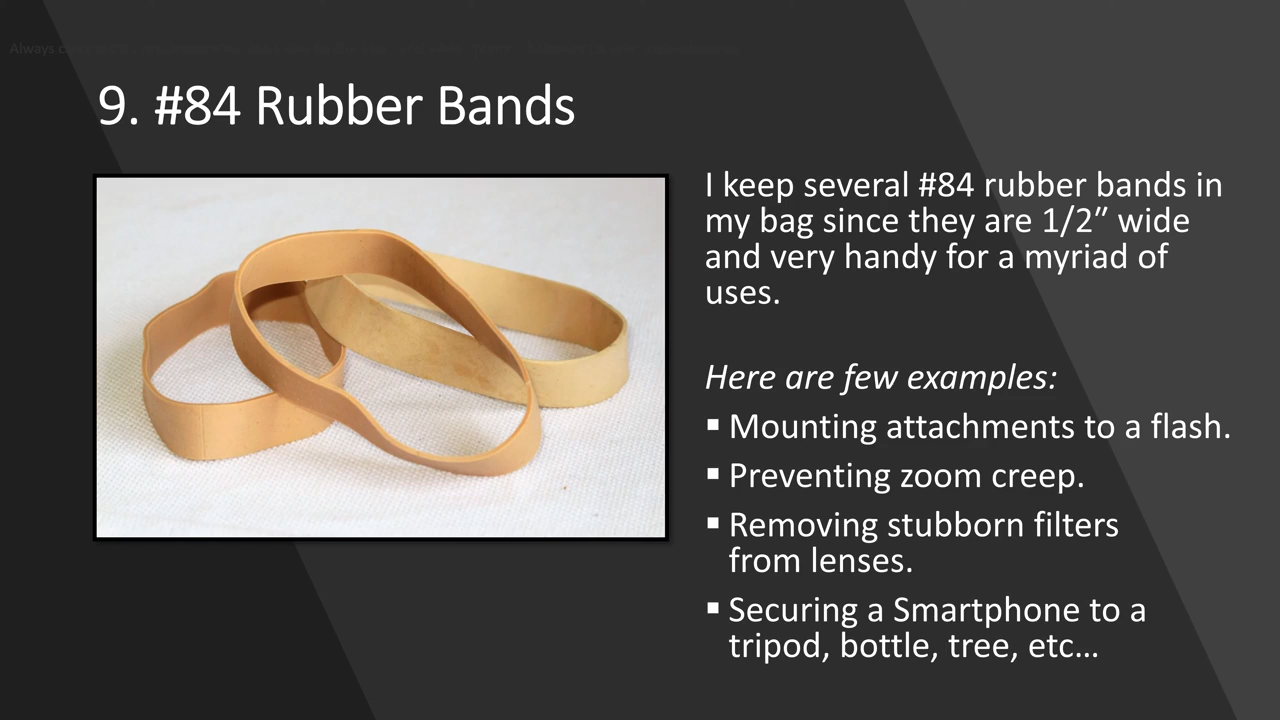 Always
9. #84 Rubber Bands
I keep several #84 rubber bands in
my bag since they are 1/2″ wide
and very handy for a myriad of
uses.
Here are few examples:
▪ Mounting attachments to a flash.
▪ Preventing zoom creep.
▪ Removing stubborn filters
from lenses.
▪ Securing a Smartphone to a
tripod, bottle, tree, etc…